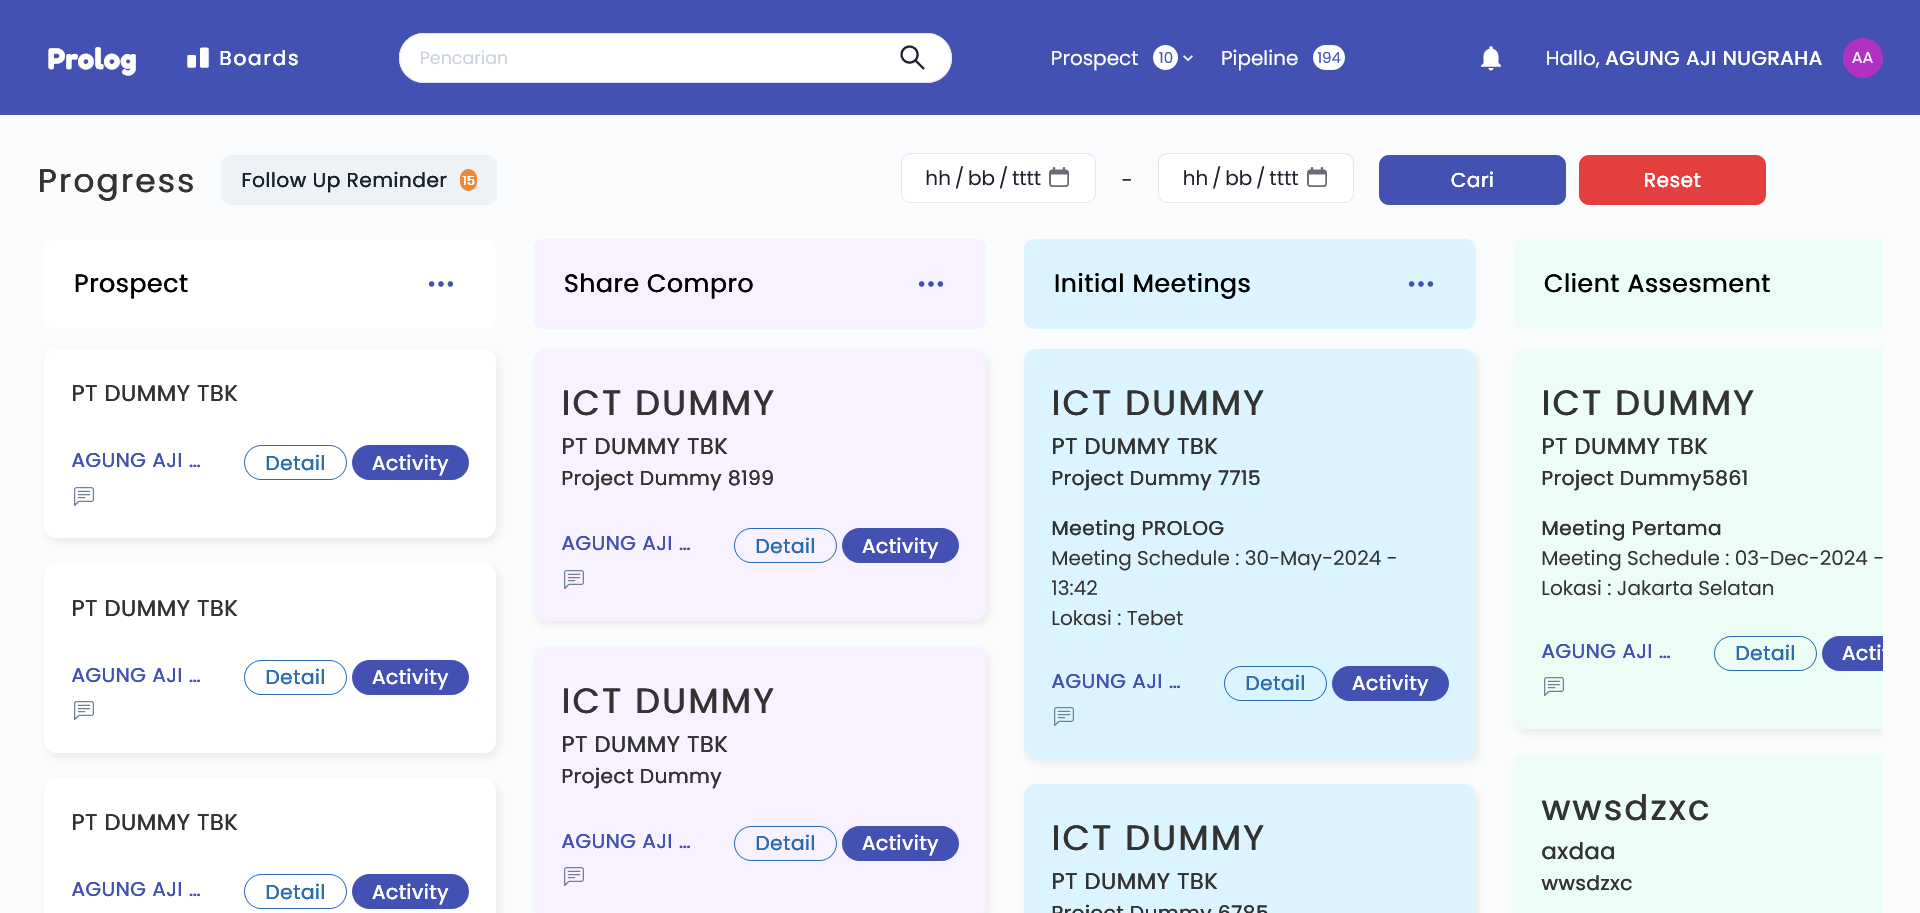 Prolog
Boards
Pencarian
Prospect 10
Pipeline 194
Hallo, AGUNG AJI NUGRAHA
AA
Progress
Follow Up Reminder 15
hh / bb / tttt
-
hh / bb / tttt
Cari
Reset
Prospect
PT DUMMY TBK
AGUNG AJI ...
Detail
Activity
PT DUMMY TBK
AGUNG AJI ...
Detail
Activity
PT DUMMY TBK
AGUNG AJI ...
Detail
Activity
Share Compro
ICT DUMMY
PT DUMMY TBK
Project Dummy 8199
AGUNG AJI ...
Detail
Activity
ICT DUMMY
PT DUMMY TBK
Project Dummy
AGUNG AJI ...
Detail
Activity
Initial Meetings
ICT DUMMY
PT DUMMY TBK
Project Dummy 7715
Meeting PROLOG
Meeting Schedule : 30-May-2024 -
13:42
Lokasi : Tebet
AGUNG AJI ...
Detail
Activity
ICT DUMMY
PT DUMMY TBK
Project Dummy 6785
Client Assesment
ICT DUMMY
PT DUMMY TBK
Project Dummy5861
Meeting Pertama
Meeting Schedule : 03-Dec-2024 -
Lokasi : Jakarta Selatan
AGUNG AJI ...
Detail
Acti
wwsdzxc
axdaa
wwsdzxc